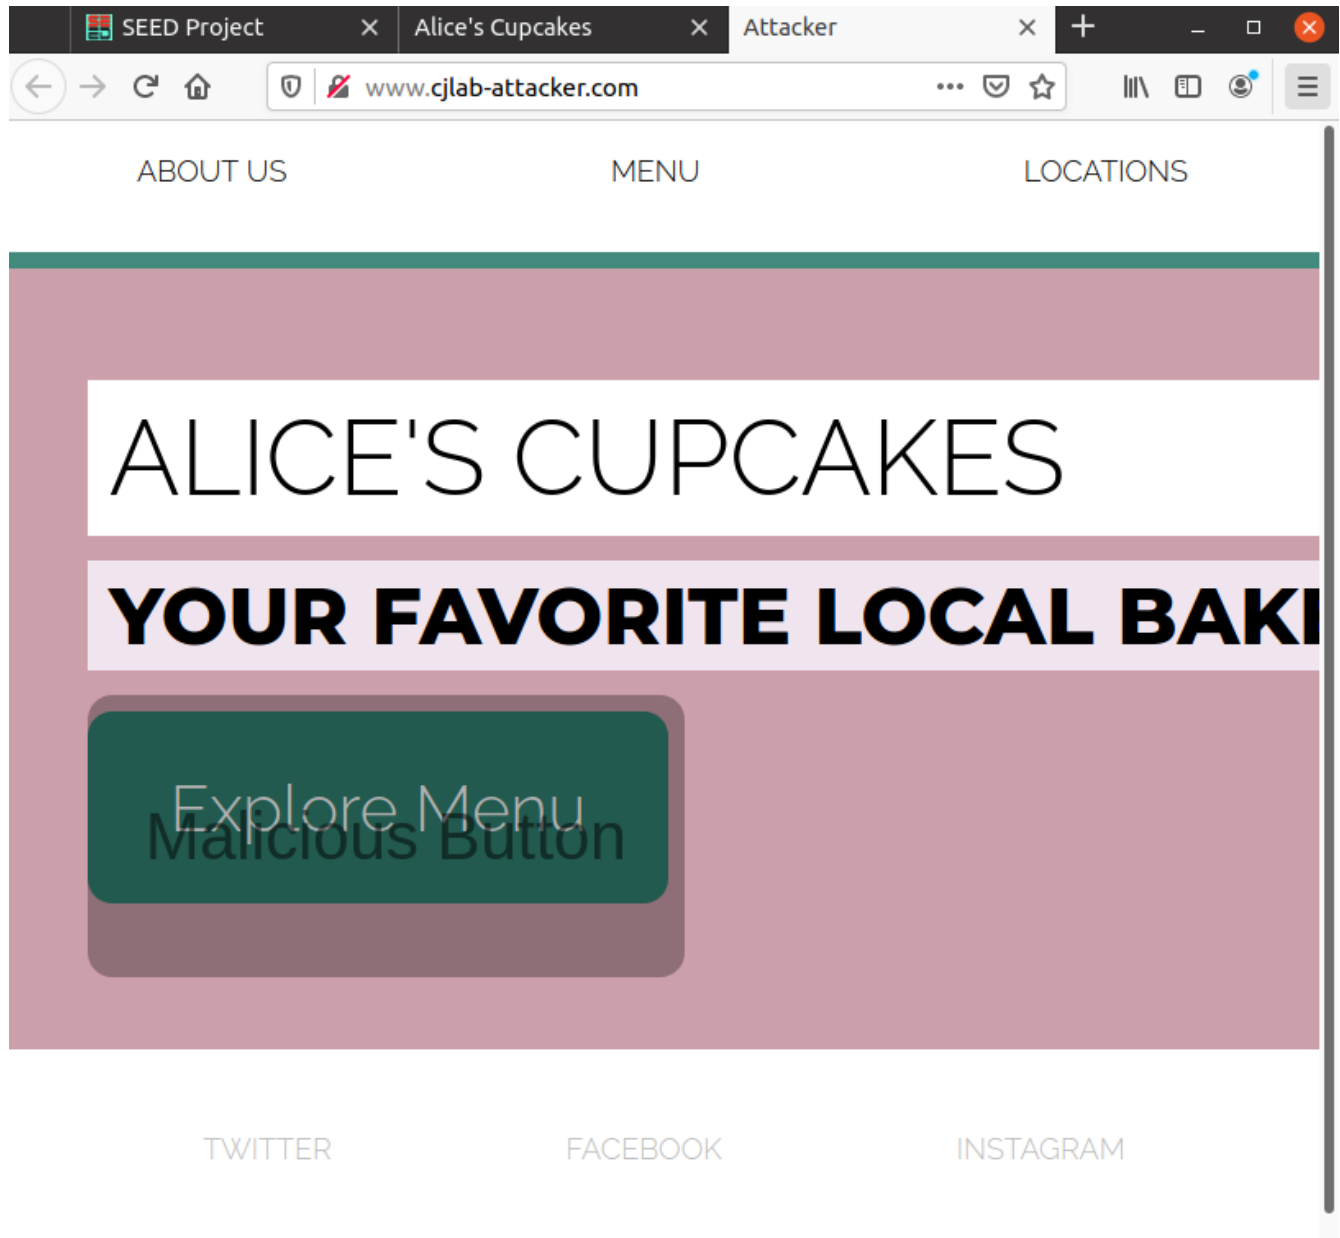 SEED Project Alice's Cupcakes Attacker
www.cjlab-attacker.com
ABOUT US MENU LOCATIONS
ALICE'S CUPCAKES
YOUR FAVORITE LOCAL BAKE
Explore Menu
Malicious Button
TWITTER FACEBOOK INSTAGRAM